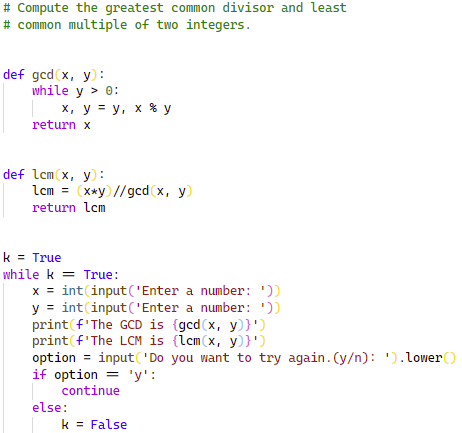 # Compute the greatest common divisor and least
# common multiple of two integers.
def gcd(x, y):
while y > 0:
x, y = y, x % y
return x
def lcm(x, y):
lcm = (x*y)//gcd(x, y)
return lcm
k = True
while k == True:
x = int(input('Enter a number: '))
y = int(input('Enter a number: '))
print(f'The GCD is {gcd(x, y)}')
print(f'The LCM is {lcm(x, y)}')
option = input('Do you want to try again.(y/n): ').lower()
if option == 'y':
continue
else:
k = False